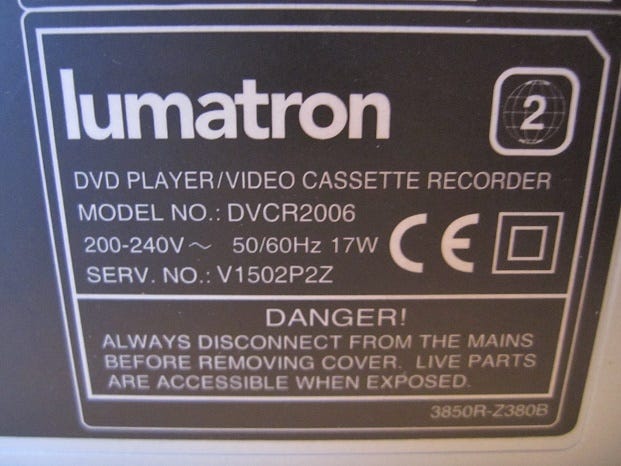 lumatron
2
DVD PLAYER/VIDEO CASSETTE RECORDER
MODEL NO.: DVCR2006
200-240V～ 50/60Hz 17W CE
SERV. NO.: V1502P2Z
DANGER!
ALWAYS DISCONNECT FROM THE MAINS
BEFORE REMOVING COVER. LIVE PARTS
ARE ACCESSIBLE WHEN EXPOSED.
3850R-Z380B